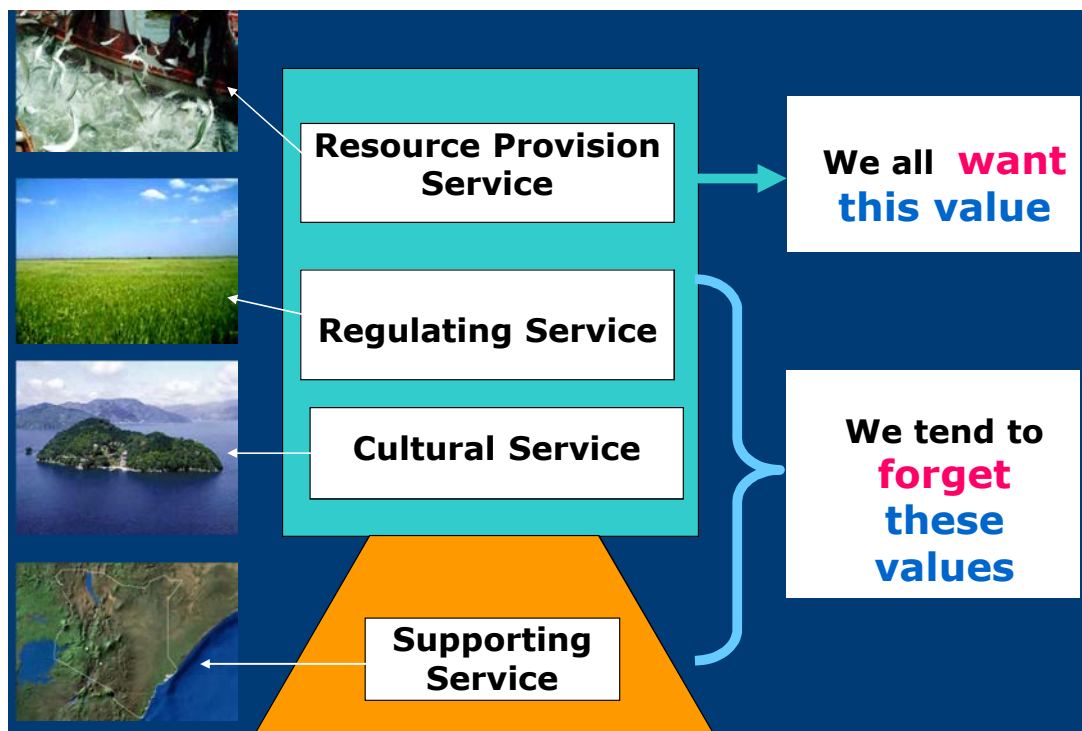 Resource Provision
Service
We all want
this value
Regulating Service
Cultural Service
We tend to
forget
these
values
Supporting
Service